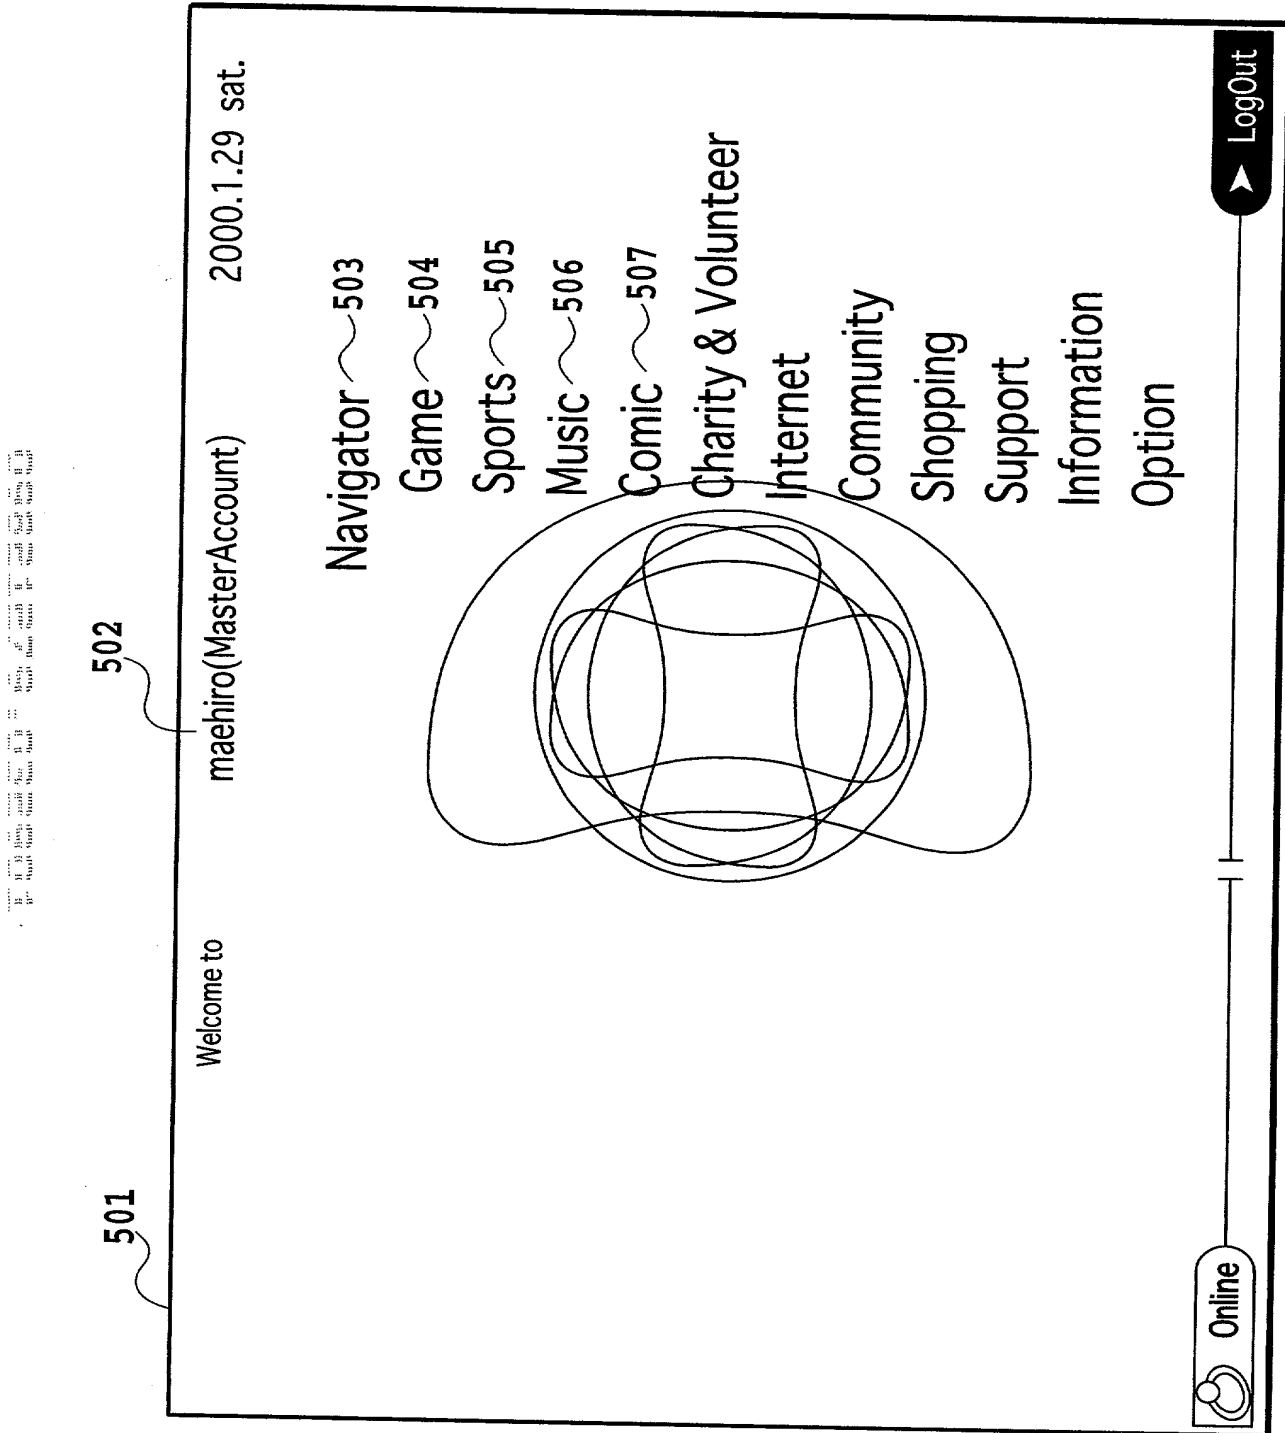 501
502
Welcome to
maehiro(MasterAccount)
2000.1.29 sat.
Navigator 503
Game 504
Sports 505
Music 506
Comic 507
Charity & Volunteer
Internet
Community
Shopping
Support
Information
Option
Online
LogOut